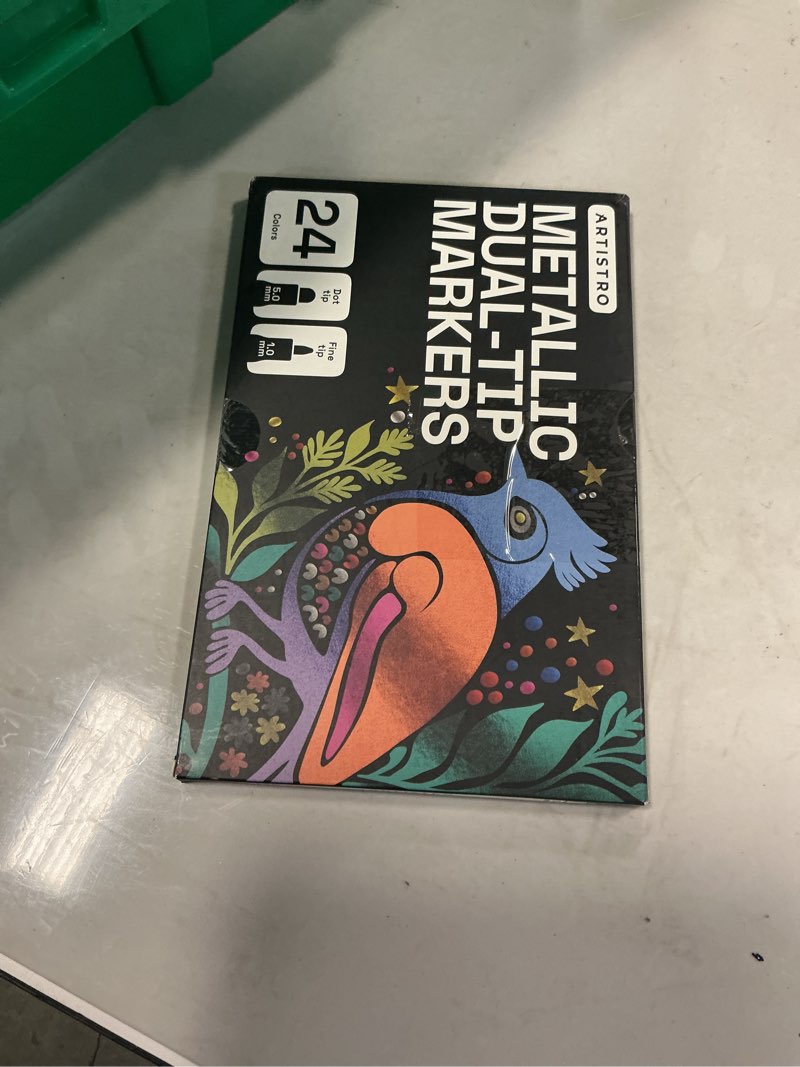 ARTISTRO
METALLIC
DUAL-TIP
MARKERS
24
Colors
Dot
tip
5.0
mm
Fine
tip
1.0
mm